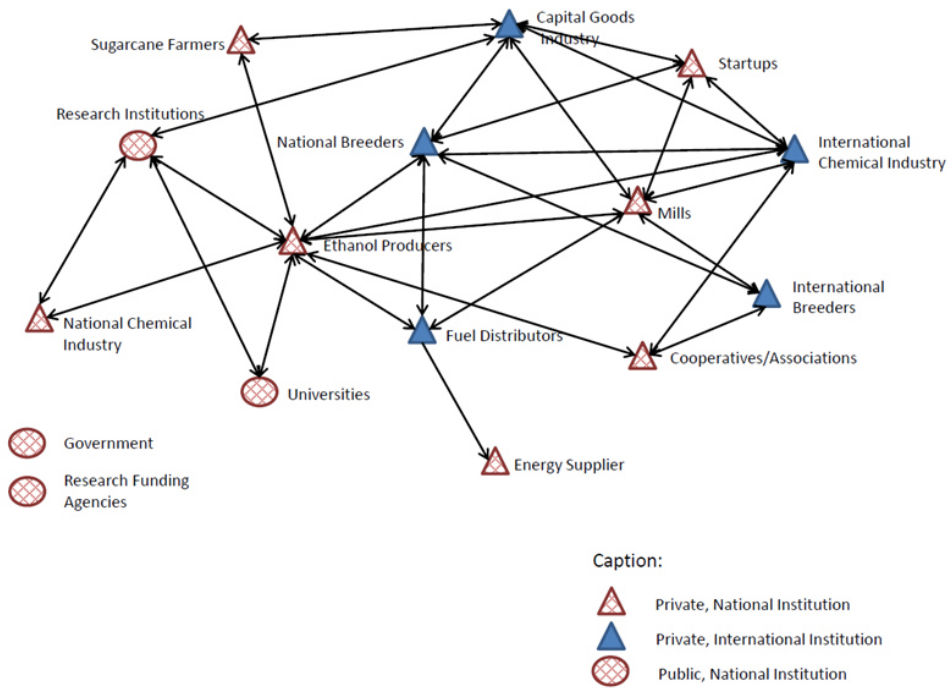 Capital Goods
Industry
Sugarcane Farmers
Startups
Research Institutions
National Breeders
International
Chemical Industry
Mills
Ethanol Producers
International
Breeders
National Chemical
Industry
Fuel Distributors
Cooperatives/Associations
Universities
Government
Energy Supplier
Research Funding
Agencies
Caption:
Private, National Institution
Private, International Institution
Public, National Institution